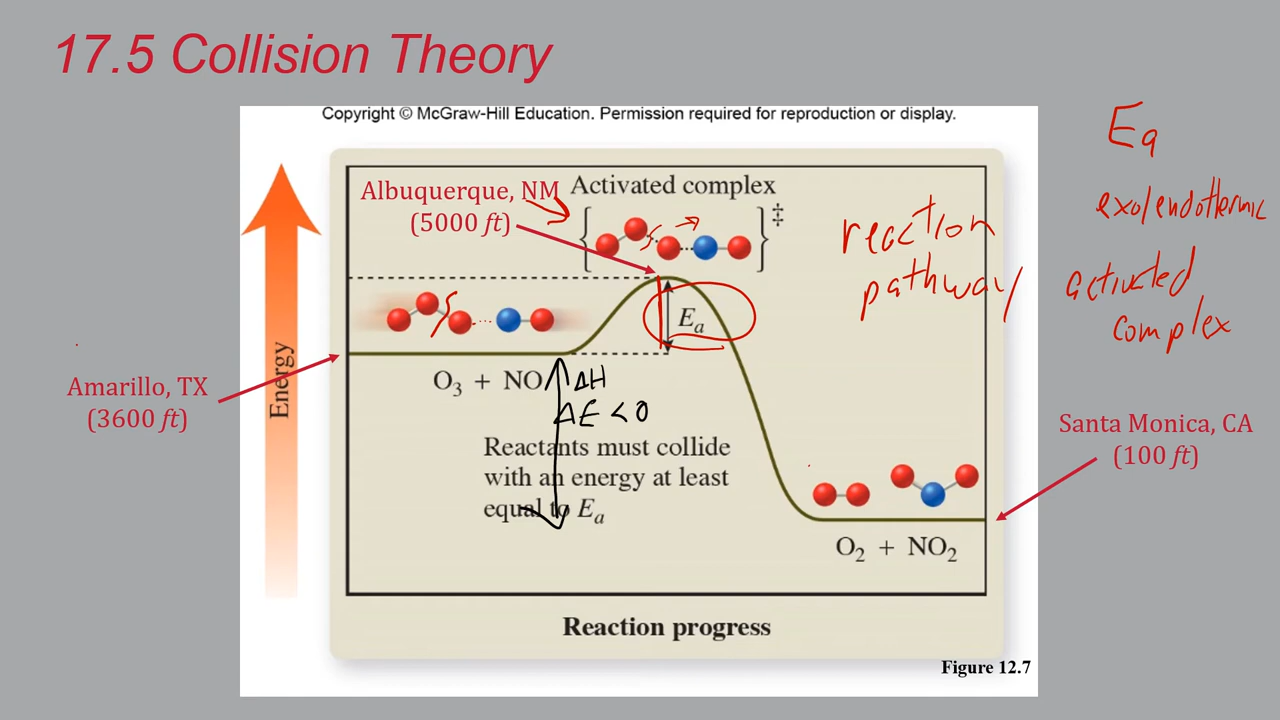 17.5 Collision Theory
Copyright © McGraw-Hill Education. Permission required for reproduction or display.
Albuquerque, NM
(5000 ft)
Activated complex
‡
Energy
Amarillo, TX
(3600 ft)
Eₐ
O₃ + NO
ΔH
ΔE < 0
Reactants must collide
with an energy at least
equal to Eₐ
reaction
pathway
Eₐ
exo/endothermic
activated
complex
Santa Monica, CA
(100 ft)
O₂ + NO₂
Reaction progress
Figure 12.7